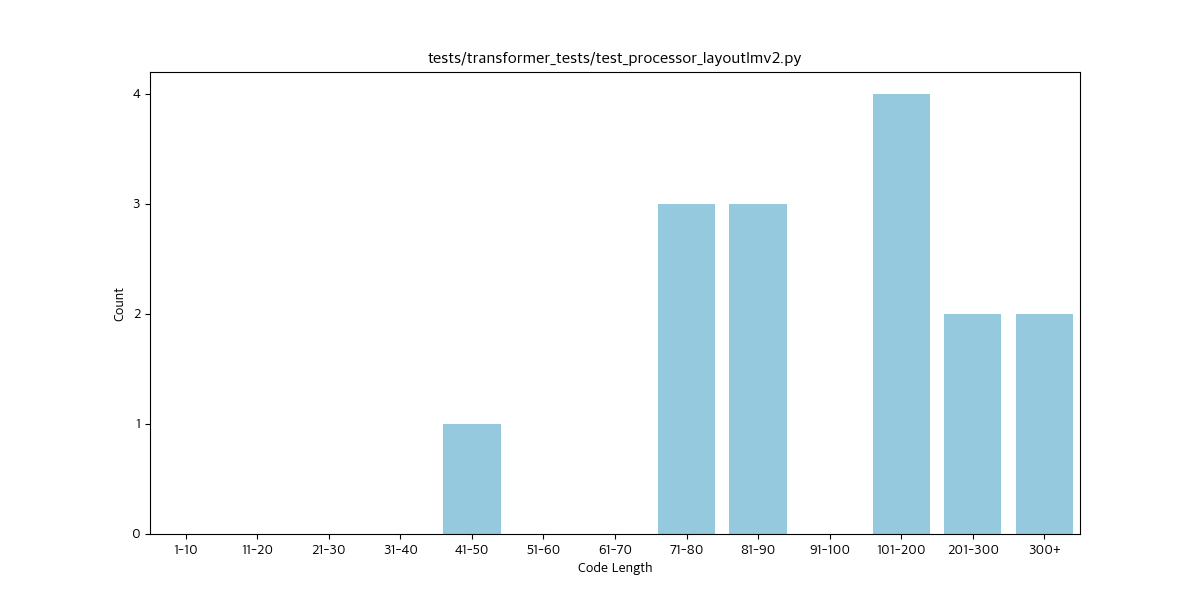 tests/transformer_tests/test_processor_layoutlmv2.py
4
3
2
1
0
Count
1-10 11-20 21-30 31-40 41-50 51-60 61-70 71-80 81-90 91-100 101-200 201-300 300+
Code Length